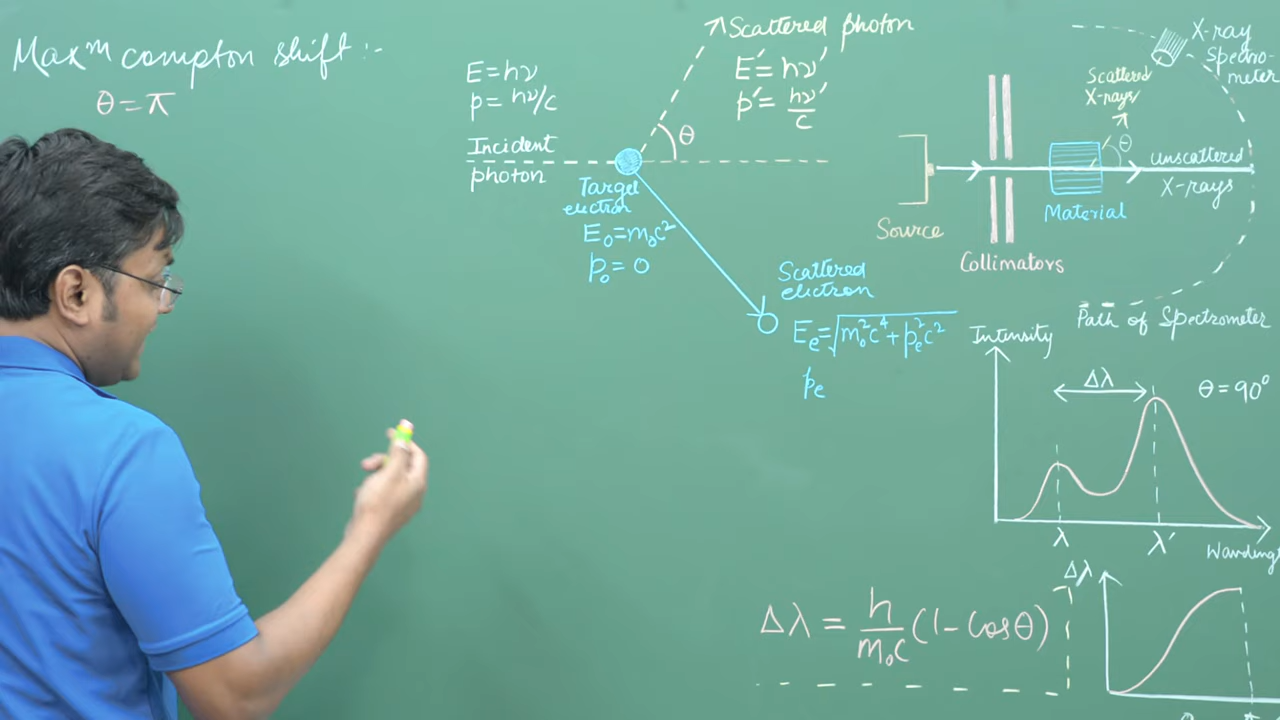 Maxᵐ compton shift :-
θ = π
E = hν
p = hν/c
Incident
photon
Scattered photon
E′ = hν′
p′ = hν′/c
θ
Target
electron
E₀ = m₀c²
p₀ = 0
Scattered
electron
Eₑ = √m₀²c⁴ + pₑ²c²
pₑ
X-ray
Spectro-
meter
Scattered
X-rays
θ
unscattered
X-rays
Source
Collimators
Material
Path of Spectrometer
Intensity
Δλ
θ = 90°
λ
λ′
Δλ = h/m₀c (1 - Cosθ)
Δλ